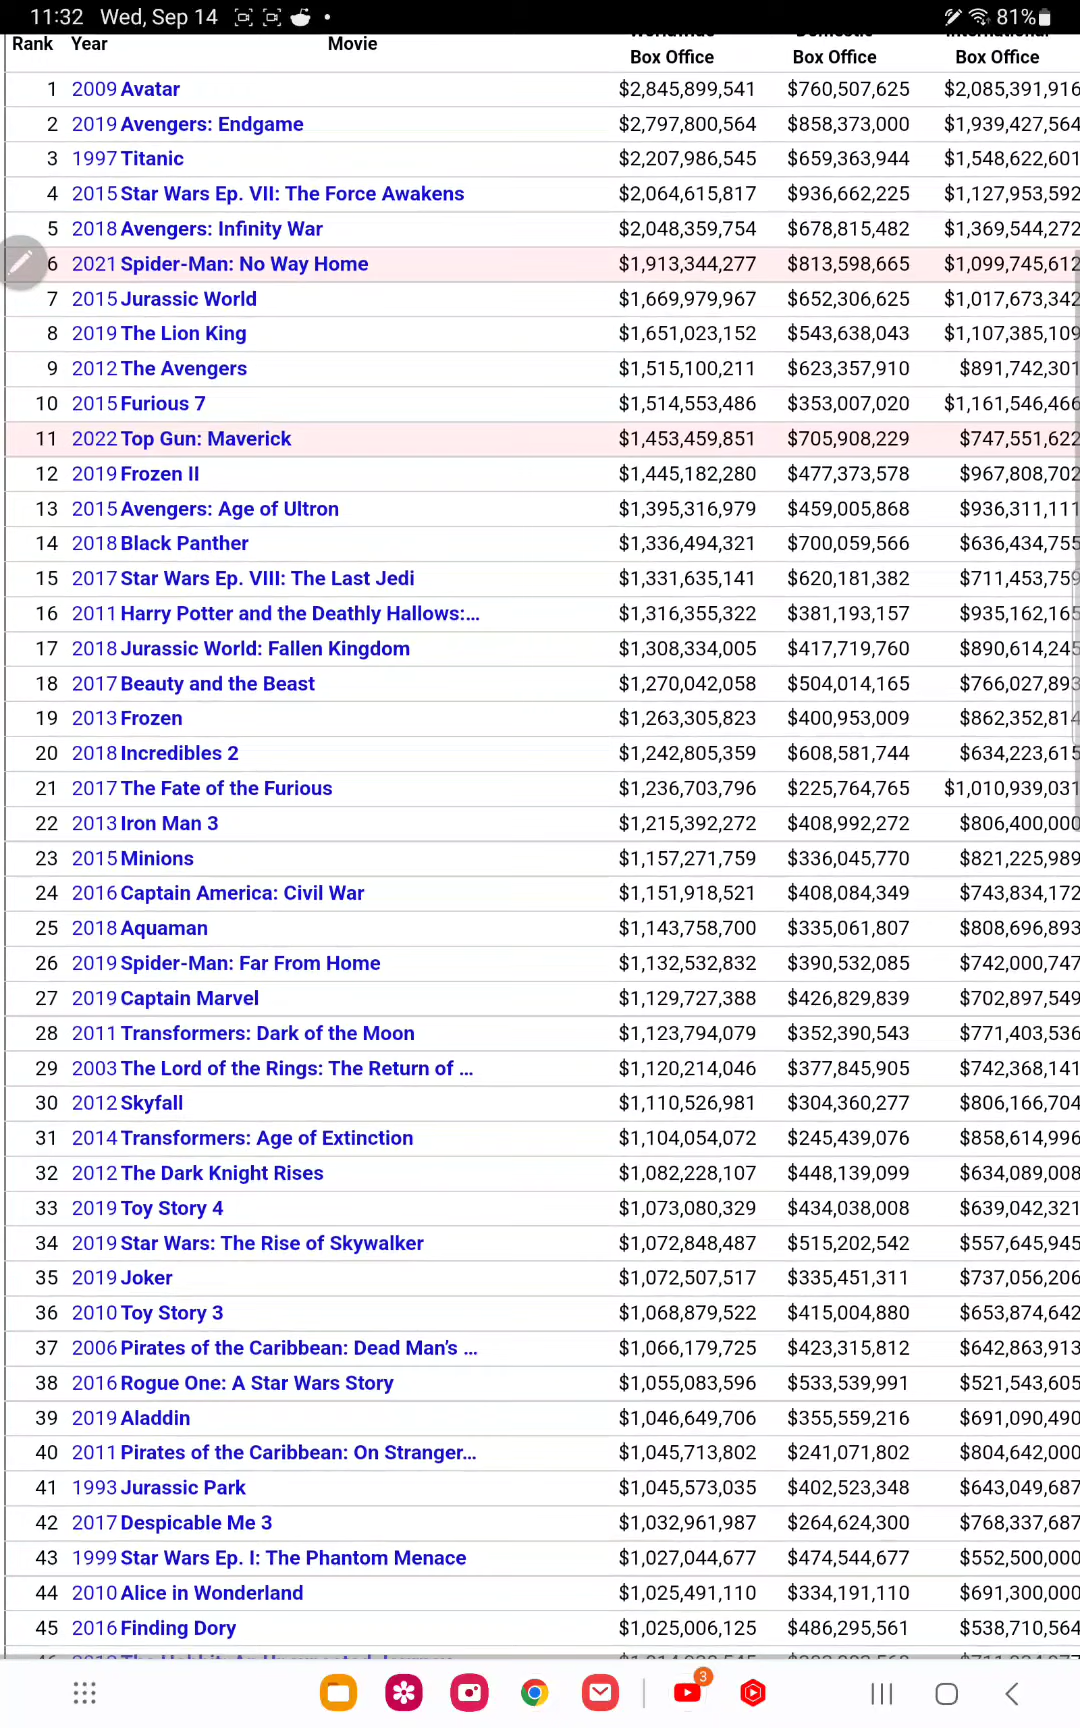 11:32 Wed, Sep 14 81%
Rank Year Movie Box Office Box Office Box Office
1 2009 Avatar $2,845,899,541 $760,507,625 $2,085,391,916
2 2019 Avengers: Endgame $2,797,800,564 $858,373,000 $1,939,427,564
3 1997 Titanic $2,207,986,545 $659,363,944 $1,548,622,601
4 2015 Star Wars Ep. VII: The Force Awakens $2,064,615,817 $936,662,225 $1,127,953,592
5 2018 Avengers: Infinity War $2,048,359,754 $678,815,482 $1,369,544,272
6 2021 Spider-Man: No Way Home $1,913,344,277 $813,598,665 $1,099,745,612
7 2015 Jurassic World $1,669,979,967 $652,306,625 $1,017,673,342
8 2019 The Lion King $1,651,023,152 $543,638,043 $1,107,385,109
9 2012 The Avengers $1,515,100,211 $623,357,910 $891,742,301
10 2015 Furious 7 $1,514,553,486 $353,007,020 $1,161,546,466
11 2022 Top Gun: Maverick $1,453,459,851 $705,908,229 $747,551,622
12 2019 Frozen II $1,445,182,280 $477,373,578 $967,808,702
13 2015 Avengers: Age of Ultron $1,395,316,979 $459,005,868 $936,311,111
14 2018 Black Panther $1,336,494,321 $700,059,566 $636,434,755
15 2017 Star Wars Ep. VIII: The Last Jedi $1,331,635,141 $620,181,382 $711,453,759
16 2011 Harry Potter and the Deathly Hallows:... $1,316,355,322 $381,193,157 $935,162,165
17 2018 Jurassic World: Fallen Kingdom $1,308,334,005 $417,719,760 $890,614,245
18 2017 Beauty and the Beast $1,270,042,058 $504,014,165 $766,027,893
19 2013 Frozen $1,263,305,823 $400,953,009 $862,352,814
20 2018 Incredibles 2 $1,242,805,359 $608,581,744 $634,223,615
21 2017 The Fate of the Furious $1,236,703,796 $225,764,765 $1,010,939,031
22 2013 Iron Man 3 $1,215,392,272 $408,992,272 $806,400,000
23 2015 Minions $1,157,271,759 $336,045,770 $821,225,989
24 2016 Captain America: Civil War $1,151,918,521 $408,084,349 $743,834,172
25 2018 Aquaman $1,143,758,700 $335,061,807 $808,696,893
26 2019 Spider-Man: Far From Home $1,132,532,832 $390,532,085 $742,000,747
27 2019 Captain Marvel $1,129,727,388 $426,829,839 $702,897,549
28 2011 Transformers: Dark of the Moon $1,123,794,079 $352,390,543 $771,403,536
29 2003 The Lord of the Rings: The Return of ... $1,120,214,046 $377,845,905 $742,368,141
30 2012 Skyfall $1,110,526,981 $304,360,277 $806,166,704
31 2014 Transformers: Age of Extinction $1,104,054,072 $245,439,076 $858,614,996
32 2012 The Dark Knight Rises $1,082,228,107 $448,139,099 $634,089,008
33 2019 Toy Story 4 $1,073,080,329 $434,038,008 $639,042,321
34 2019 Star Wars: The Rise of Skywalker $1,072,848,487 $515,202,542 $557,645,945
35 2019 Joker $1,072,507,517 $335,451,311 $737,056,206
36 2010 Toy Story 3 $1,068,879,522 $415,004,880 $653,874,642
37 2006 Pirates of the Caribbean: Dead Man’s ... $1,066,179,725 $423,315,812 $642,863,913
38 2016 Rogue One: A Star Wars Story $1,055,083,596 $533,539,991 $521,543,605
39 2019 Aladdin $1,046,649,706 $355,559,216 $691,090,490
40 2011 Pirates of the Caribbean: On Stranger... $1,045,713,802 $241,071,802 $804,642,000
41 1993 Jurassic Park $1,045,573,035 $402,523,348 $643,049,687
42 2017 Despicable Me 3 $1,032,961,987 $264,624,300 $768,337,687
43 1999 Star Wars Ep. I: The Phantom Menace $1,027,044,677 $474,544,677 $552,500,000
44 2010 Alice in Wonderland $1,025,491,110 $334,191,110 $691,300,000
45 2016 Finding Dory $1,025,006,125 $486,295,561 $538,710,564
3